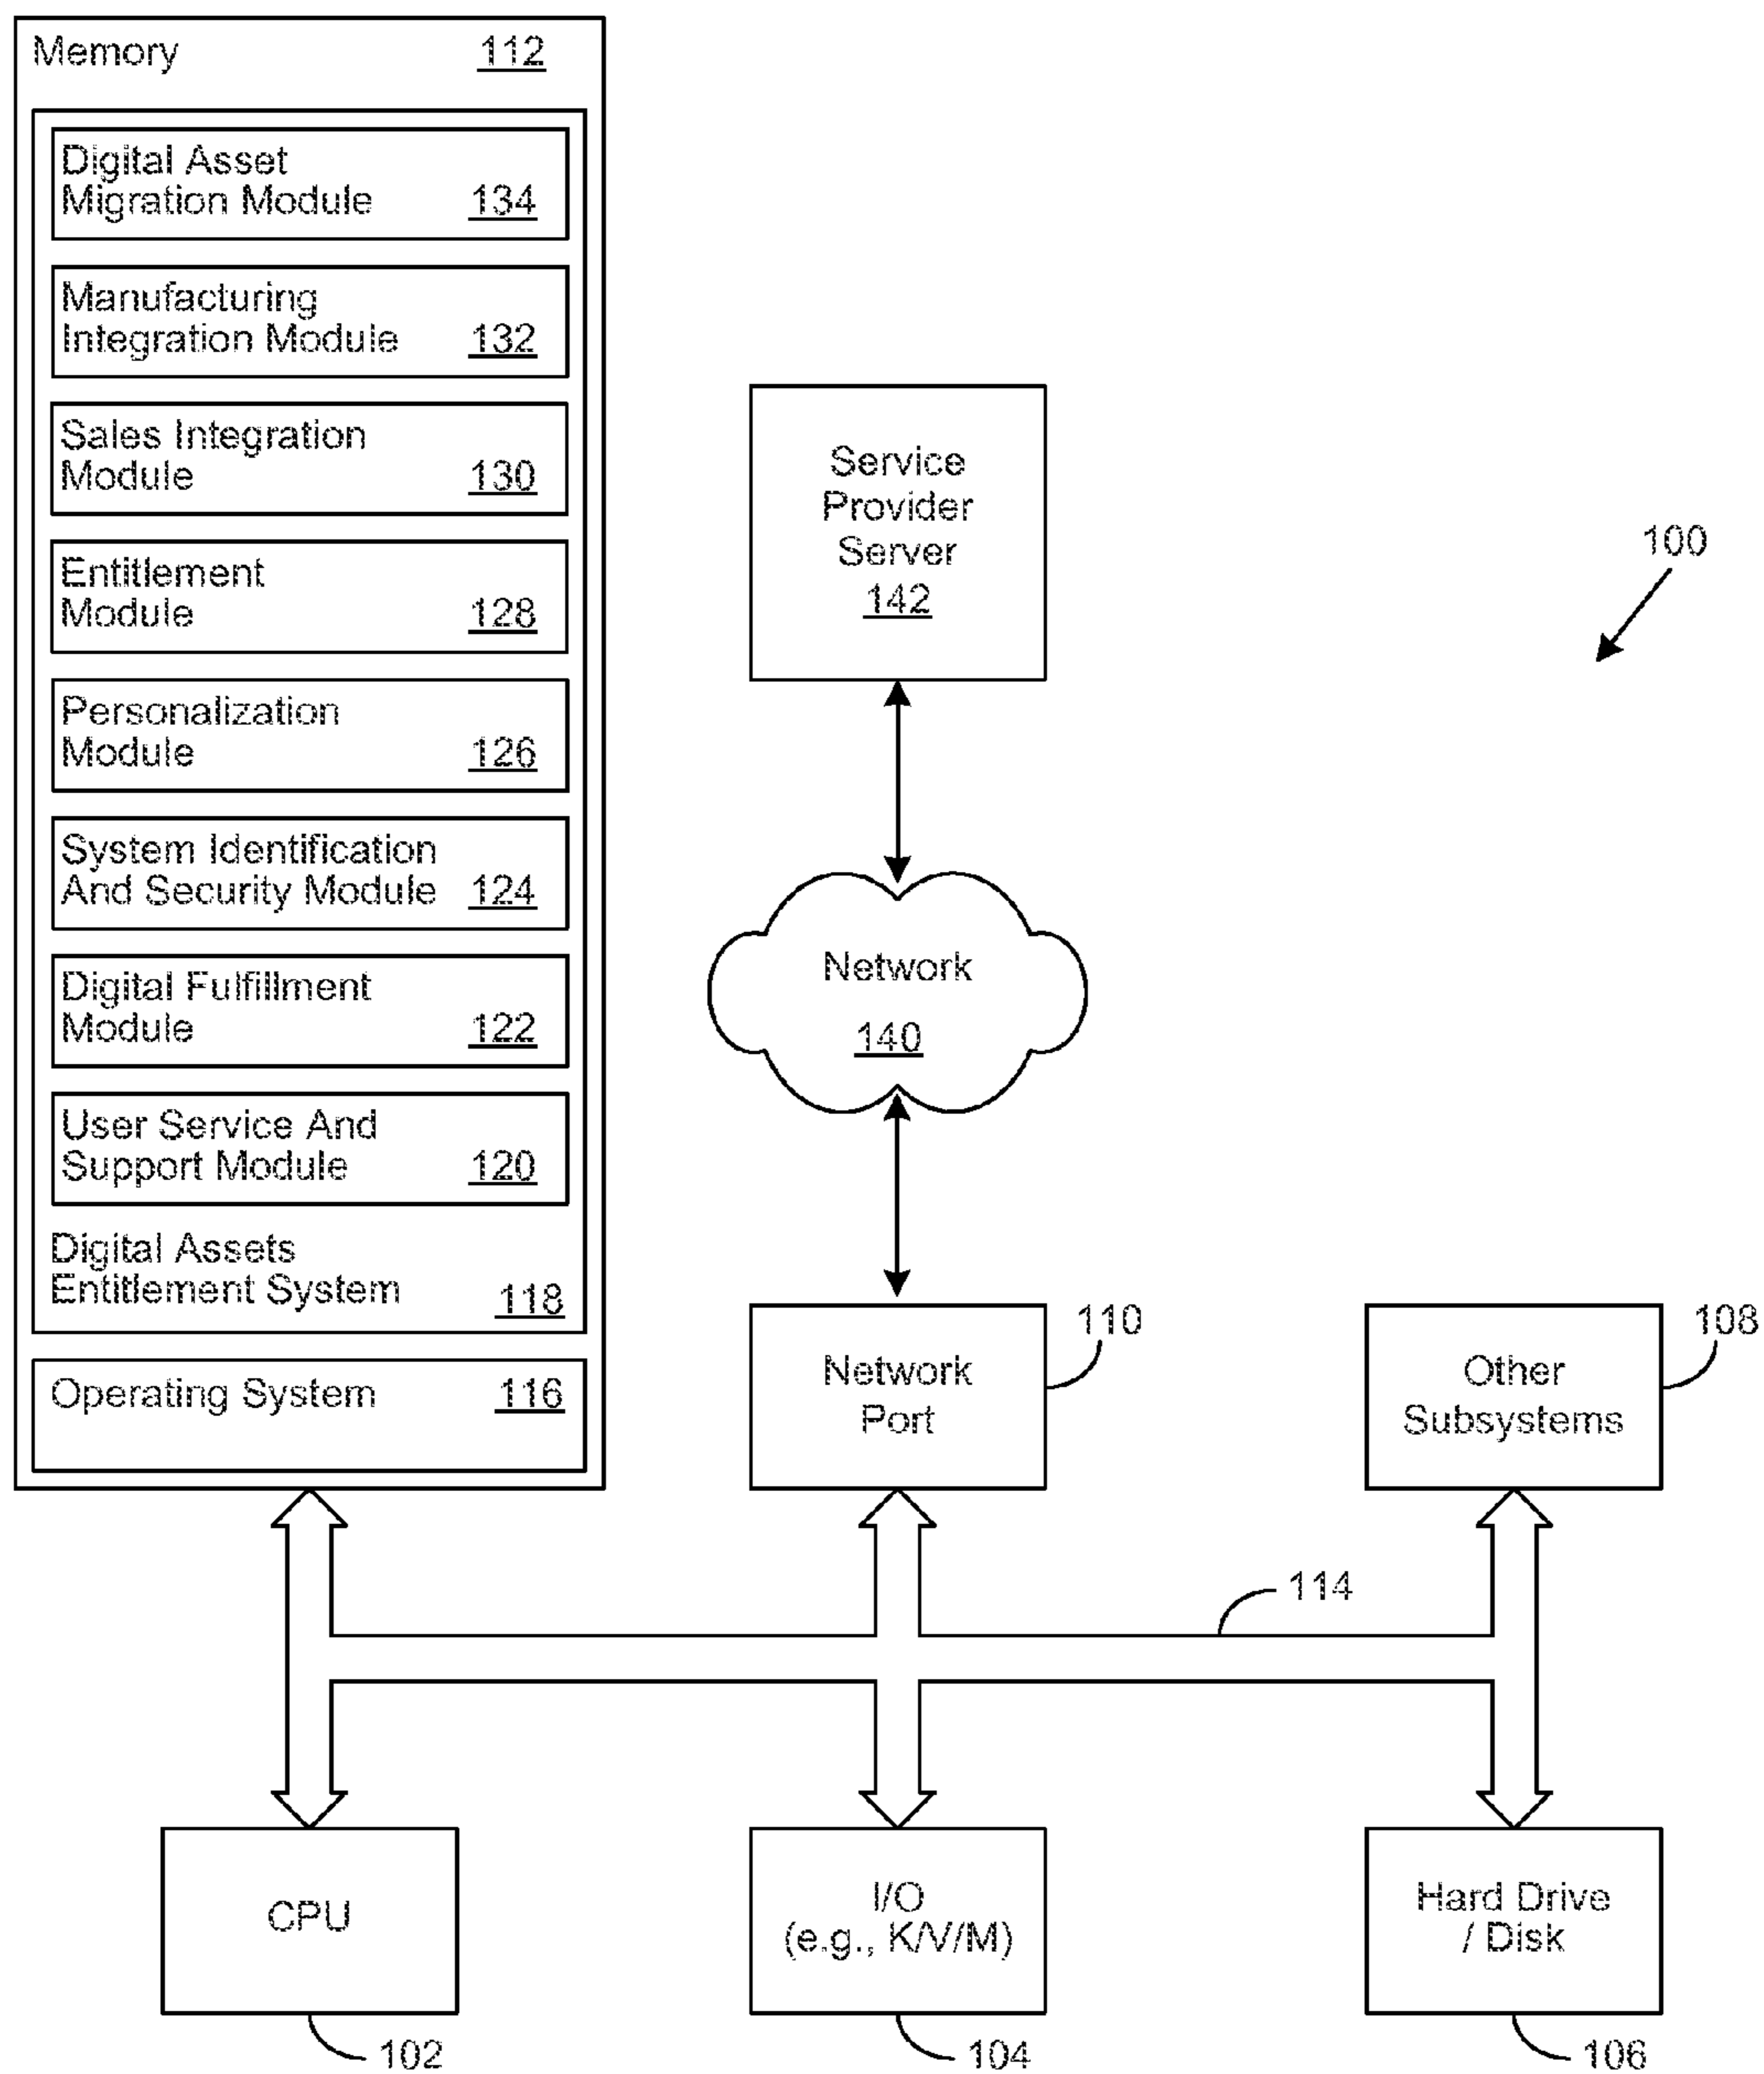 Memory 112
Digital Asset
Migration Module 134
Manufacturing
Integration Module 132
Sales Integration
Module 130
Entitlement
Module 128
Personalization
Module 126
System Identification
And Security Module 124
Digital Fulfillment
Module 122
User Service And
Support Module 120
Digital Assets
Entitlement System 118
Operating System 116
Service
Provider
Server
142
100
Network
140
Network
Port
110
Other
Subsystems
108
114
CPU
102
I/O
(e.g., K/V/M)
104
Hard Drive
/ Disk
106